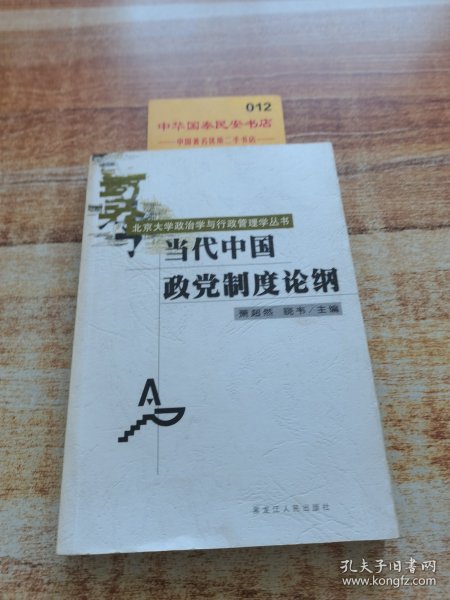 012
中华国泰民安书店
中国著名民版二手书店
北京大学政治学与行政管理学丛书
当代中国
政党制度论纲
萧超然 晓韦/主编
黑龙江人民出版社
孔夫子旧书网
www.kongfz.com